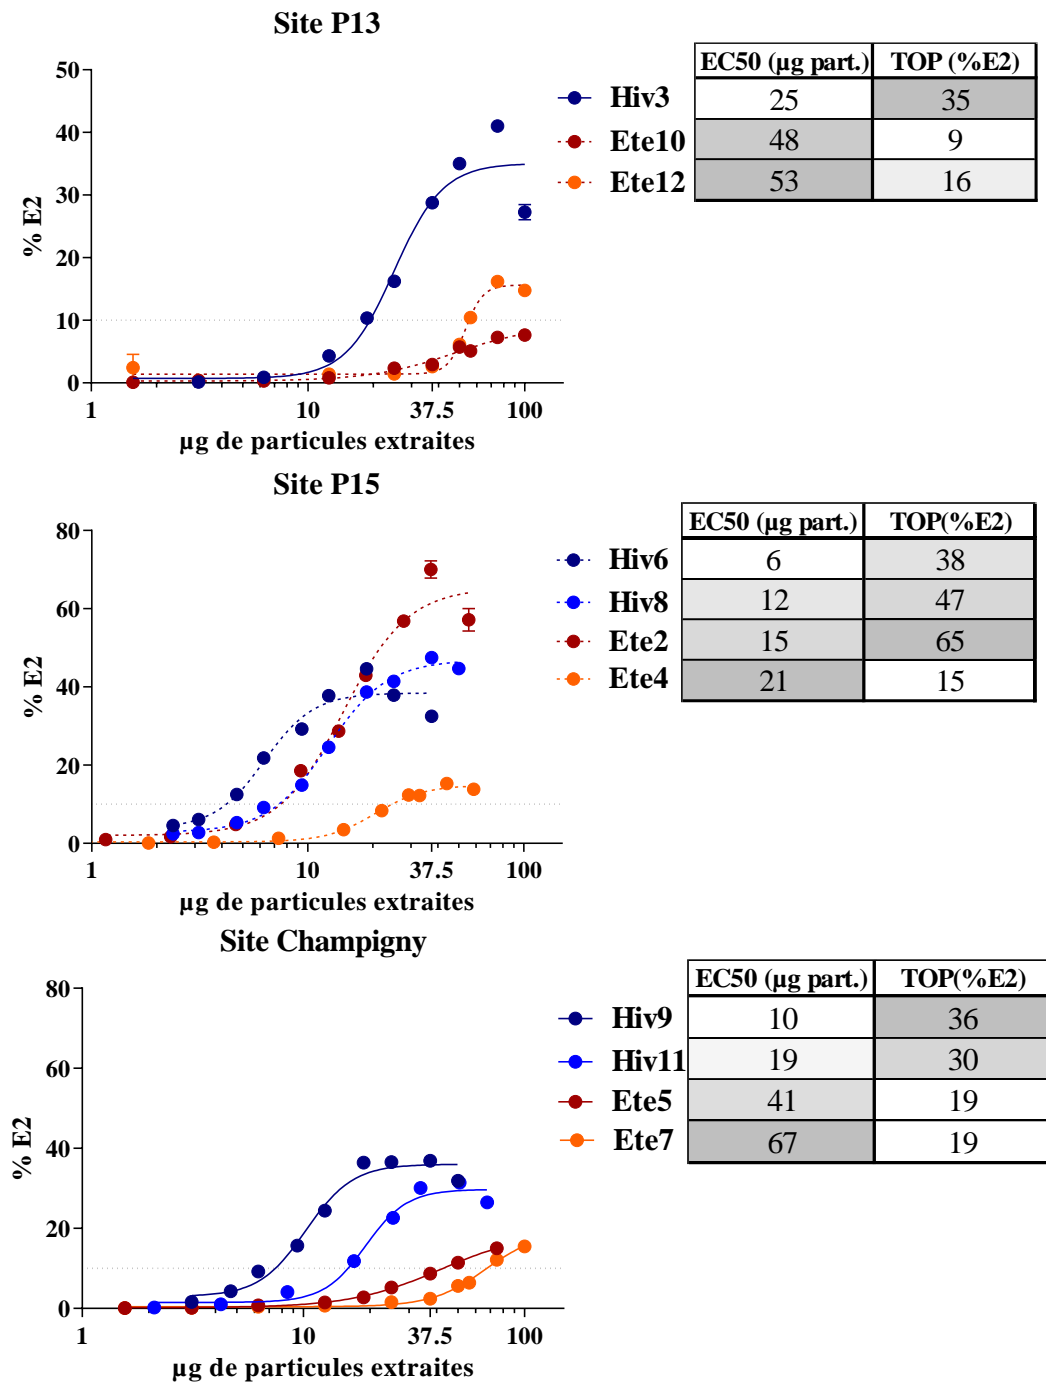 Site P13
EC50 (µg part.) TOP (%E2)
Hiv3 25 35
Ete10 48 9
Ete12 53 16
% E2
50
40
30
20
10
0
1 10 37.5 100
µg de particules extraites
Site P15
EC50 (µg part.) TOP(%E2)
Hiv6 6 38
Hiv8 12 47
Ete2 15 65
Ete4 21 15
% E2
80
60
40
20
0
1 10 37.5 100
µg de particules extraites
Site Champigny
EC50 (µg part.) TOP(%E2)
Hiv9 10 36
Hiv11 19 30
Ete5 41 19
Ete7 67 19
% E2
80
60
40
20
0
1 10 37.5 100
µg de particules extraites